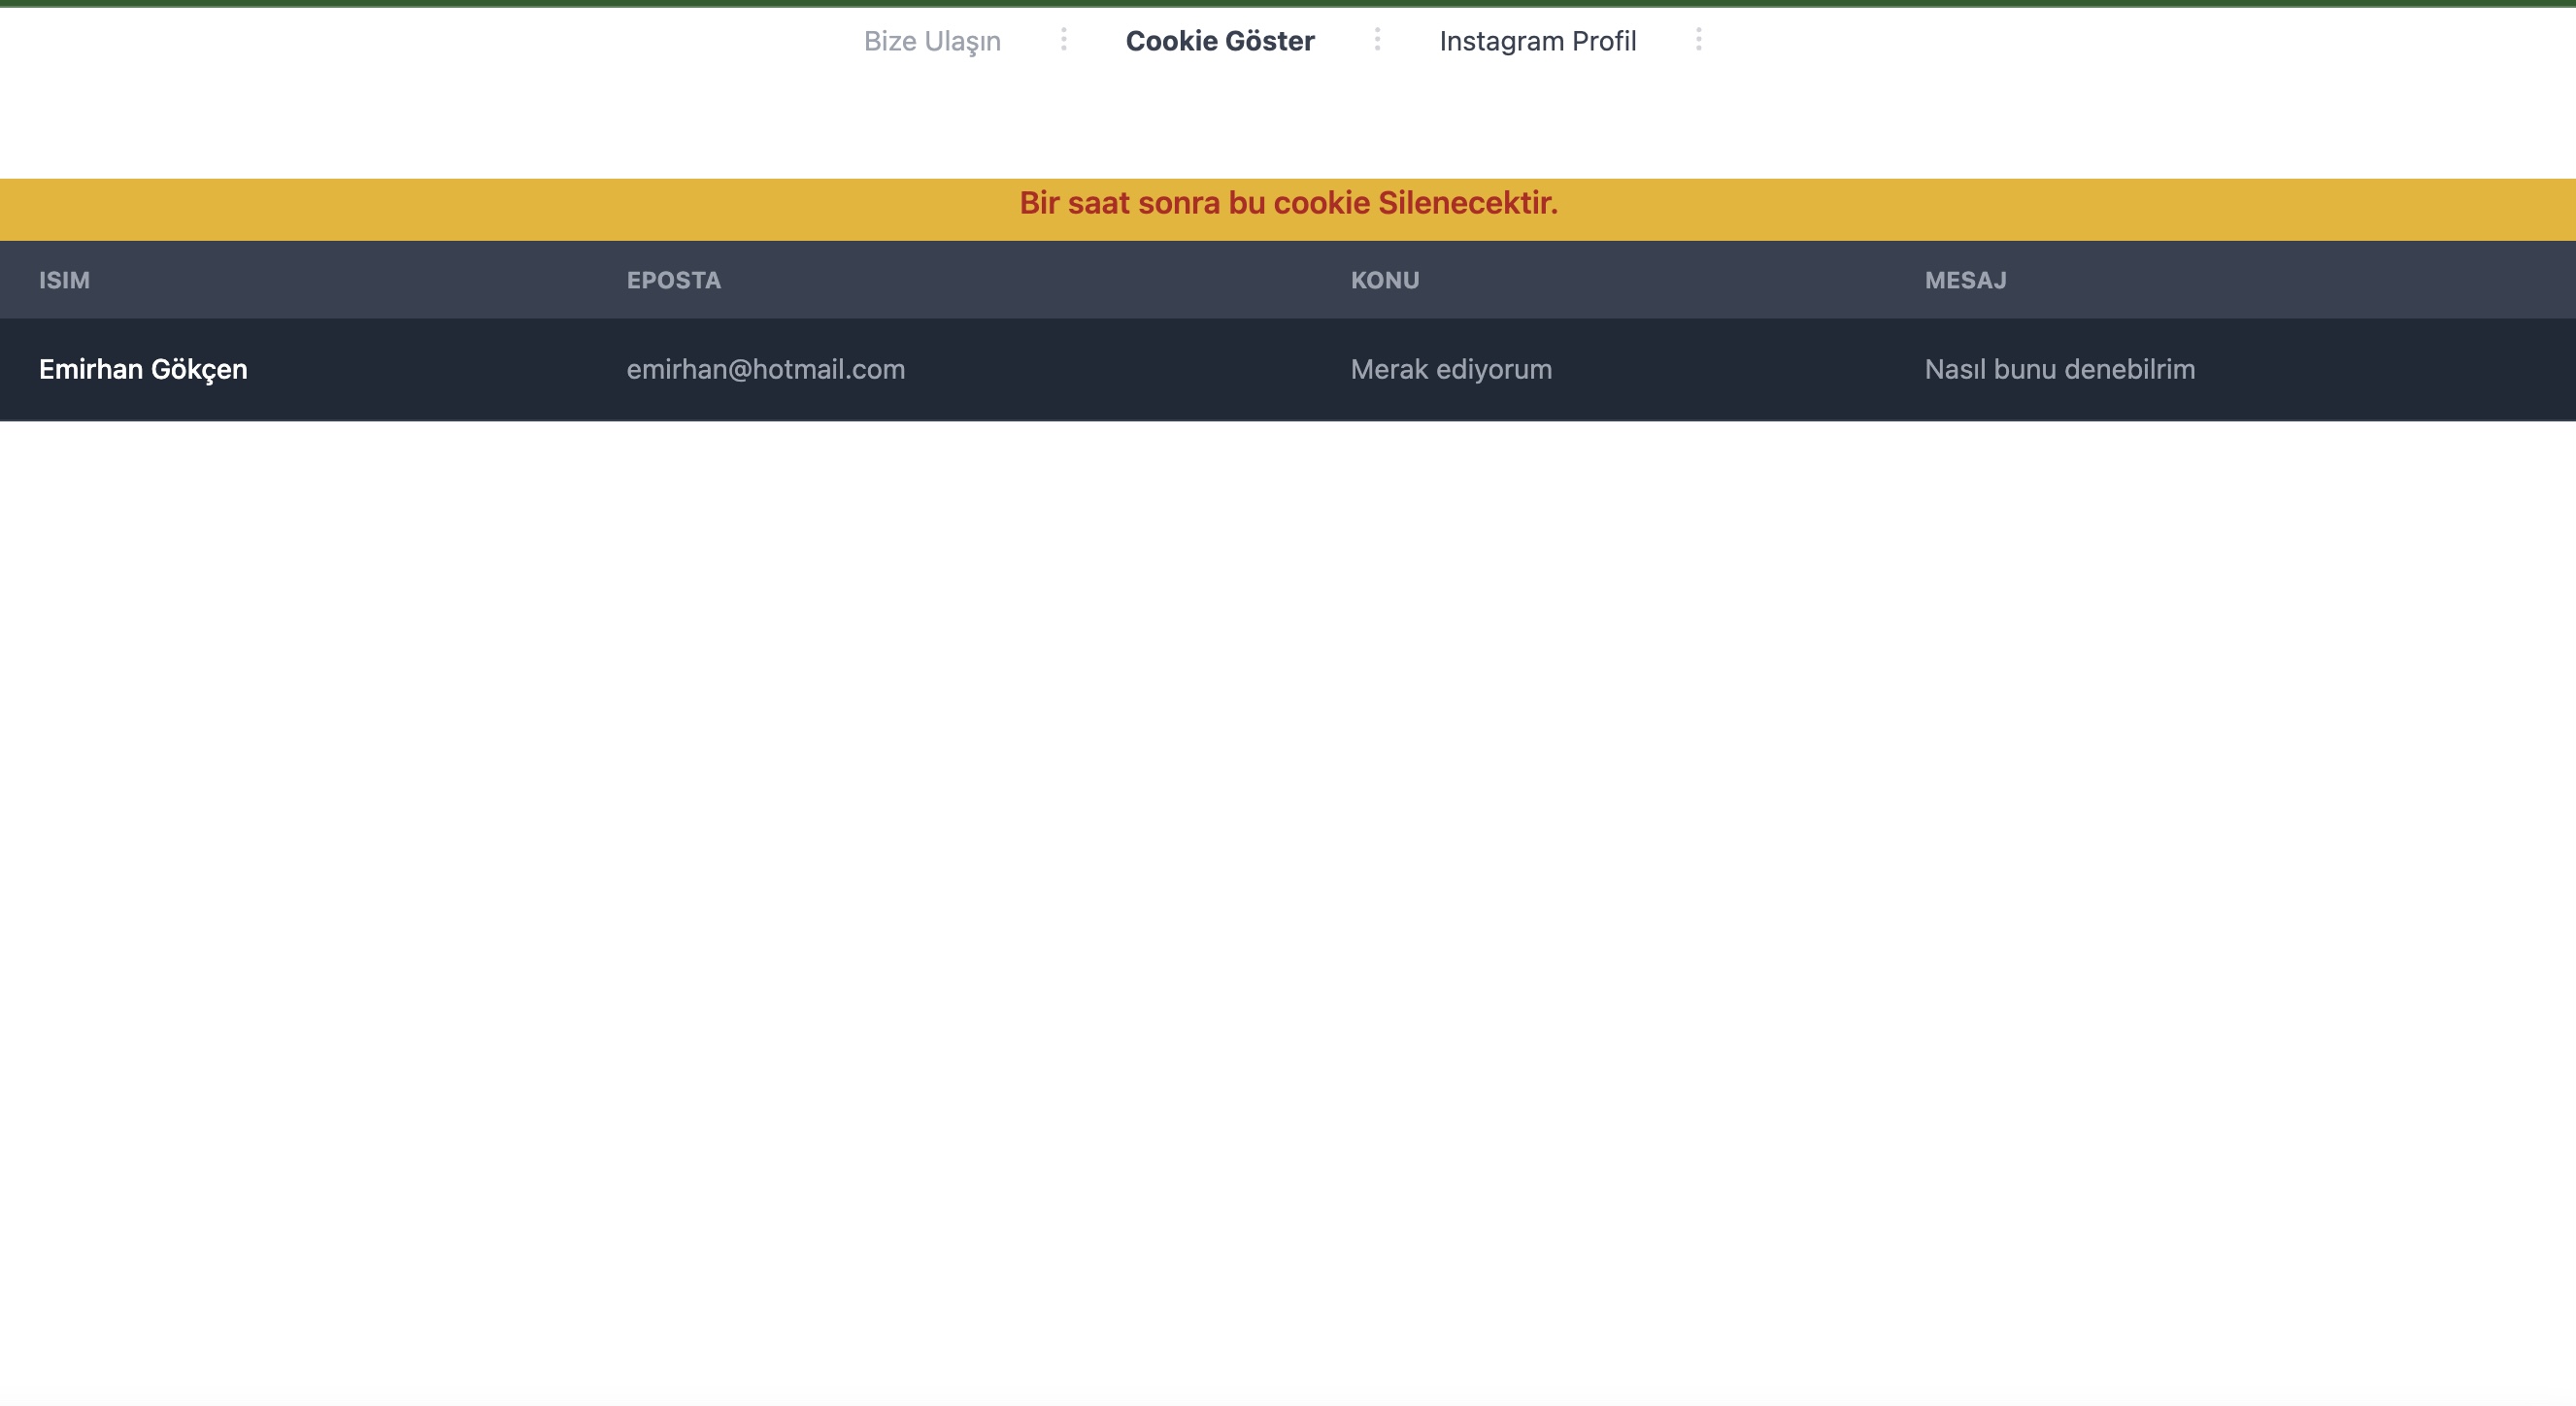 Bize Ulaşın Cookie Göster Instagram Profil
Bir saat sonra bu cookie Silenecektir.
ISIM EPOSTA KONU MESAJ
Emirhan Gökçen emirhan@hotmail.com Merak ediyorum Nasıl bunu denebilrim